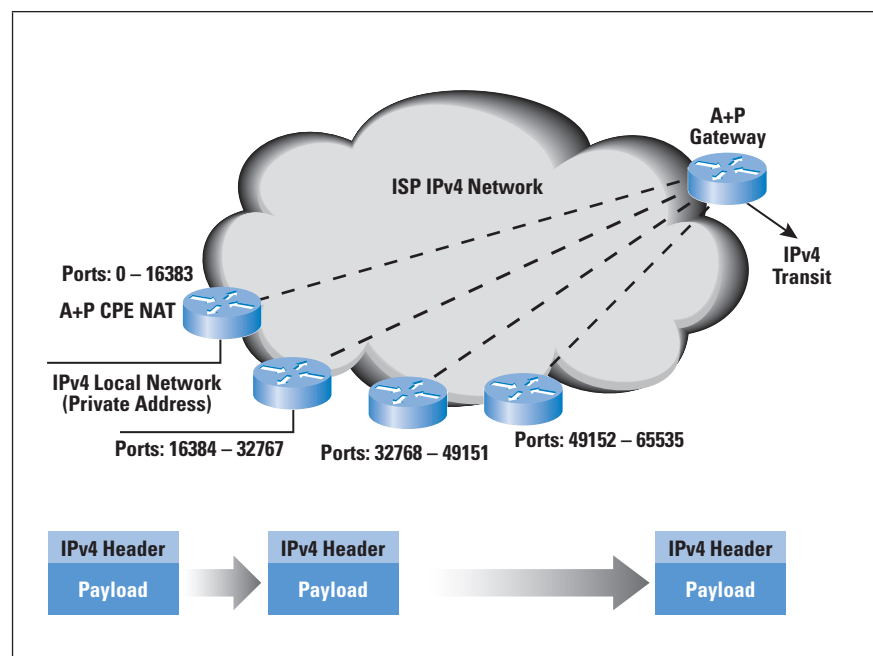 A+P
Gateway
ISP IPv4 Network
IPv4
Transit
Ports: 0 – 16383
A+P CPE NAT
IPv4 Local Network
(Private Address)
Ports: 16384 – 32767
Ports: 32768 – 49151
Ports: 49152 – 65535
IPv4 Header
Payload
IPv4 Header
Payload
IPv4 Header
Payload